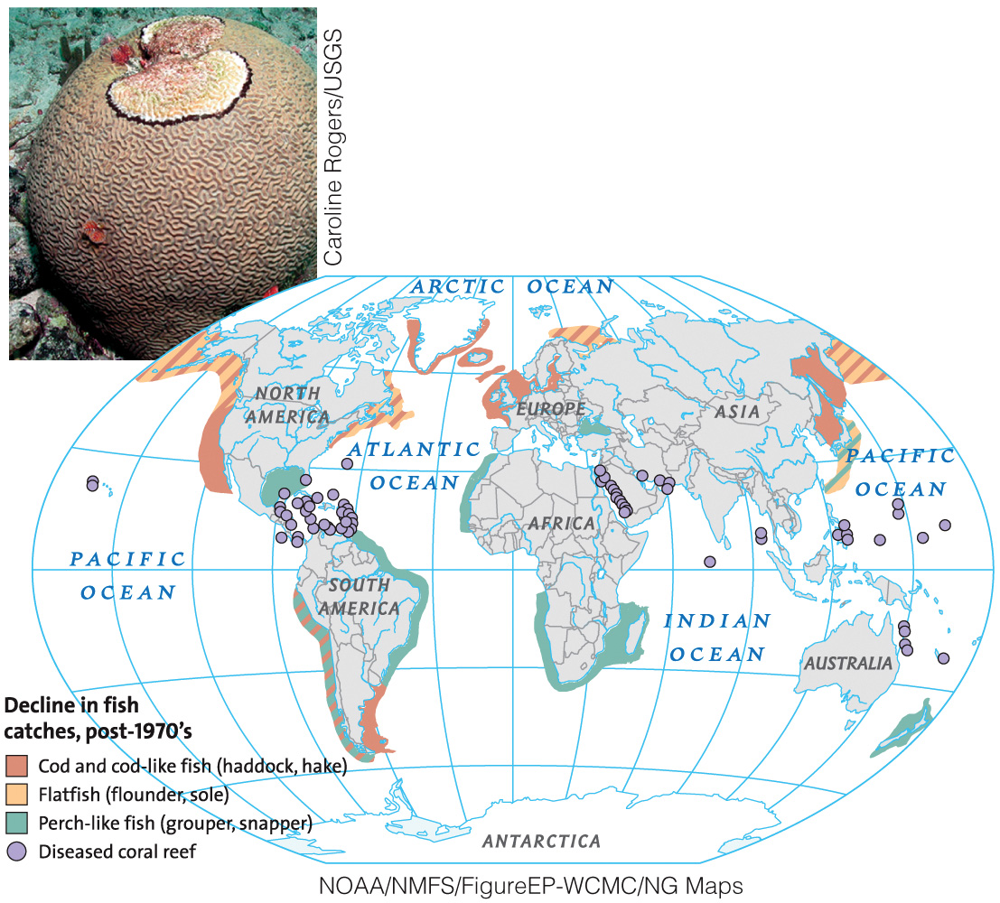 Caroline Rogers/USGS
ARCTIC OCEAN
NORTH
AMERICA
EUROPE
ASIA
ATLANTIC
OCEAN
PACIFIC
OCEAN
AFRICA
PACIFIC
OCEAN
SOUTH
AMERICA
INDIAN
OCEAN
AUSTRALIA
Decline in fish
catches, post-1970's
Cod and cod-like fish (haddock, hake)
Flatfish (flounder, sole)
Perch-like fish (grouper, snapper)
Diseased coral reef
ANTARCTICA
NOAA/NMFS/FigureEP-WCMC/NG Maps